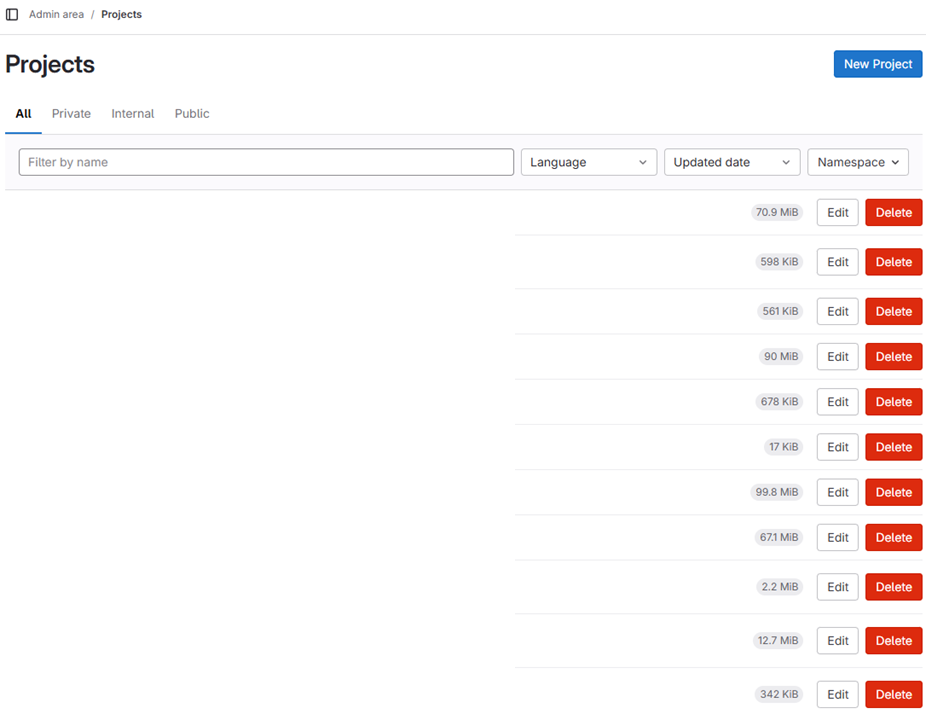 Admin area / Projects
Projects
New Project
All Private Internal Public
Filter by name Language Updated date Namespace
70.9 MiB Edit Delete
598 KiB Edit Delete
561 KiB Edit Delete
90 MiB Edit Delete
678 KiB Edit Delete
17 KiB Edit Delete
99.8 MiB Edit Delete
67.1 MiB Edit Delete
2.2 MiB Edit Delete
12.7 MiB Edit Delete
342 KiB Edit Delete